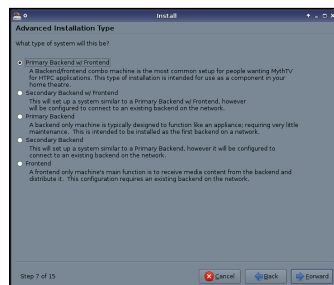 Install
Advanced Installation Type
What type of system will this be?
Primary Backend w/ Frontend
A Backend/frontend combo machine is the most common setup for people wanting MythTV
for HTPC applications. This type of installation is intended for use as a component in your
home theatre.
Secondary Backend w/ Frontend
This will set up a system similar to a Primary Backend w/ Frontend, however
will be configured to connect to an existing backend on the network.
Primary Backend
A backend only machine is typically designed to function like an appliance; requiring very little
maintenance. This is intended to be installed as the first backend on a network.
Secondary Backend
This will set up a system similar to a Primary Backend, however it will be configured to
connect to an existing backend on the network.
Frontend
A frontend only machine's main function is to receive media content from the backend and
distribute it. This configuration requires an existing backend on the network.
Step 7 of 15
Cancel
Back
Forward